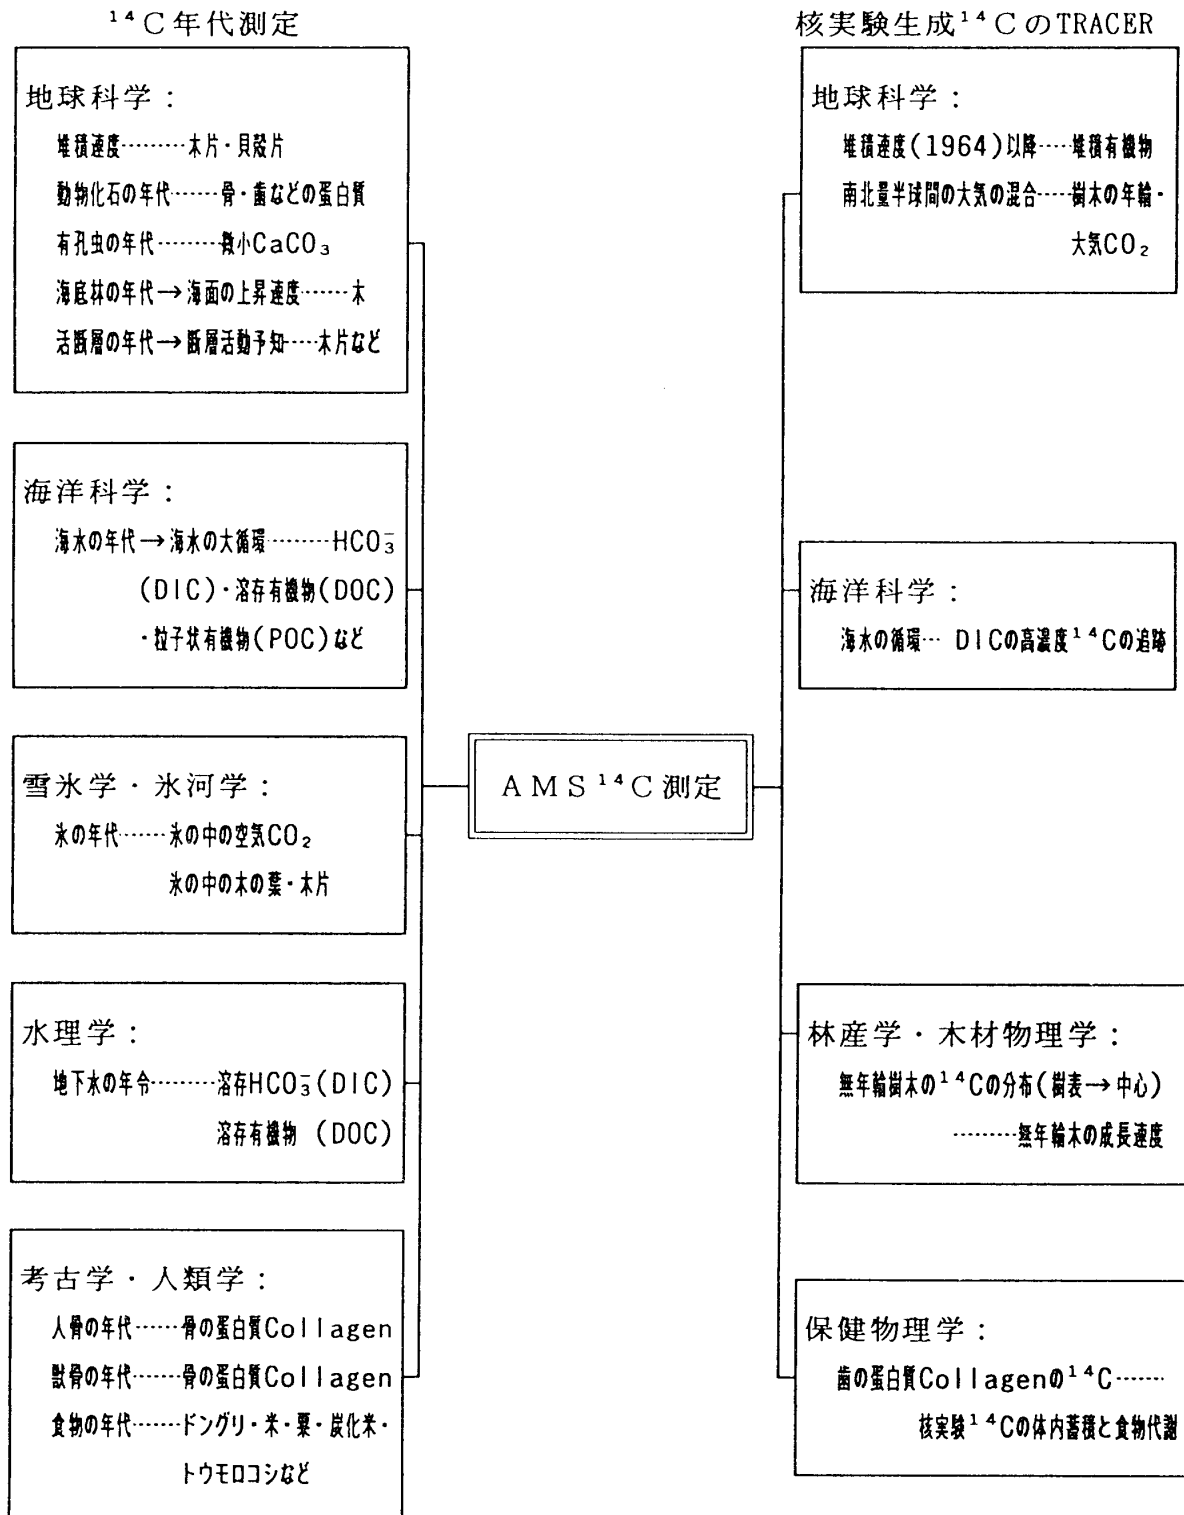 ¹⁴C年代測定
地球科学：
堆積速度………木片・貝殻片
動物化石の年代……骨・歯などの蛋白質
有孔虫の年代………微小CaCO₃
海底林の年代→海面の上昇速度……木
活断層の年代→断層活動予知……木片など
海洋科学：
海水の年代→海水の大循環………HCO₃⁻
(DIC)・溶存有機物(DOC)
・粒子状有機物(POC)など
雪氷学・氷河学：
氷の年代……氷の中の空気CO₂
氷の中の木の葉・木片
水理学：
地下水の年令………溶存HCO₃⁻(DIC)
溶存有機物 (DOC)
考古学・人類学：
人骨の年代……骨の蛋白質Collagen
獣骨の年代……骨の蛋白質Collagen
食物の年代……ドングリ・米・粟・炭化米・
トウモロコシなど
AMS¹⁴C測定
核実験生成¹⁴CのTRACER
地球科学：
堆積速度(1964)以降……堆積有機物
南北量半球間の大気の混合……樹木の年輪・
大気CO₂
海洋科学：
海水の循環… DICの高濃度¹⁴Cの追跡
林産学・木材物理学：
無年輪樹木の¹⁴Cの分布(樹表→中心)
………無年輪木の成長速度
保健物理学：
歯の蛋白質Collagenの¹⁴C……
核実験¹⁴Cの体内蓄積と食物代謝